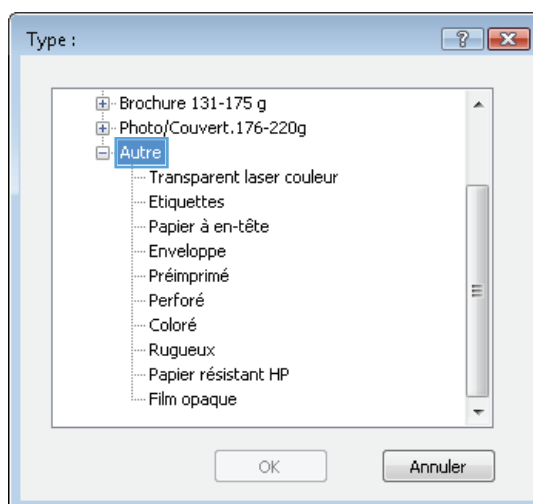 Type :
Brochure 131-175 g
Photo/Couvert.176-220g
Autre
Transparent laser couleur
Etiquettes
Papier à en-tête
Enveloppe
Préimprimé
Perforé
Coloré
Rugueux
Papier résistant HP
Film opaque
OK
Annuler